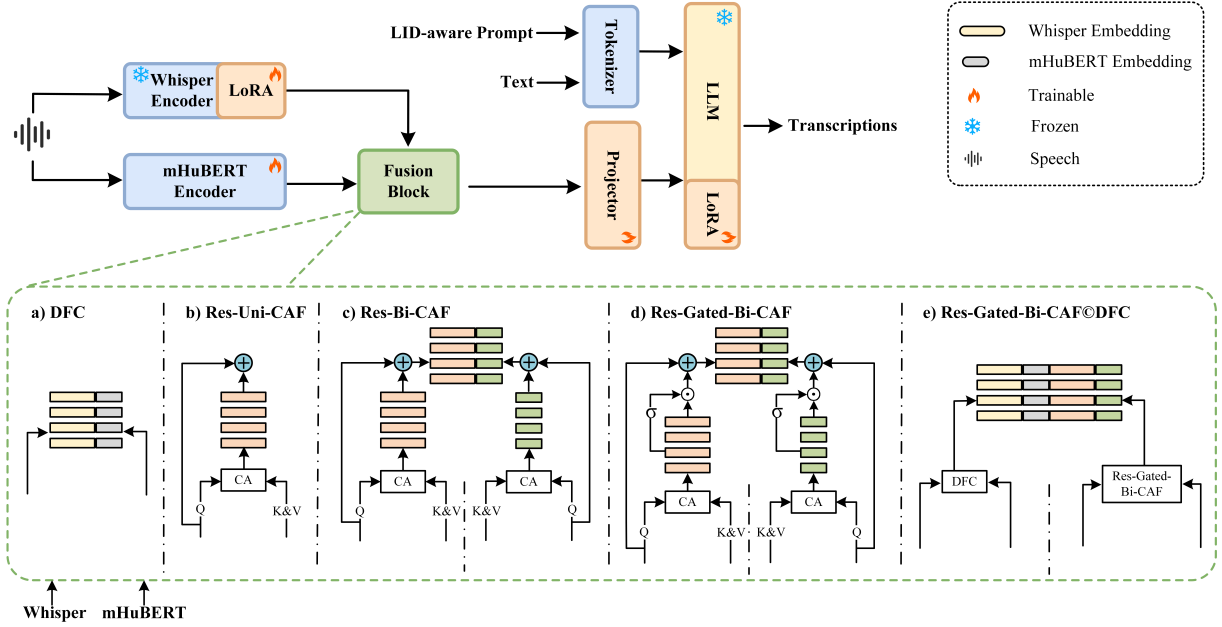 LID-aware Prompt
Text
Tokenizer
LLM
LoRA
Projector
Transcriptions
Whisper
Encoder
LoRA
mHuBERT
Encoder
Fusion
Block
Whisper Embedding
mHuBERT Embedding
Trainable
Frozen
Speech
a) DFC
b) Res-Uni-CAF
c) Res-Bi-CAF
d) Res-Gated-Bi-CAF
e) Res-Gated-Bi-CAF©DFC
CA
Q
K&V
CA
Q
K&V
CA
K&V
Q
σ
CA
Q
K&V
σ
CA
K&V
Q
DFC
Res-Gated-
Bi-CAF
Whisper
mHuBERT